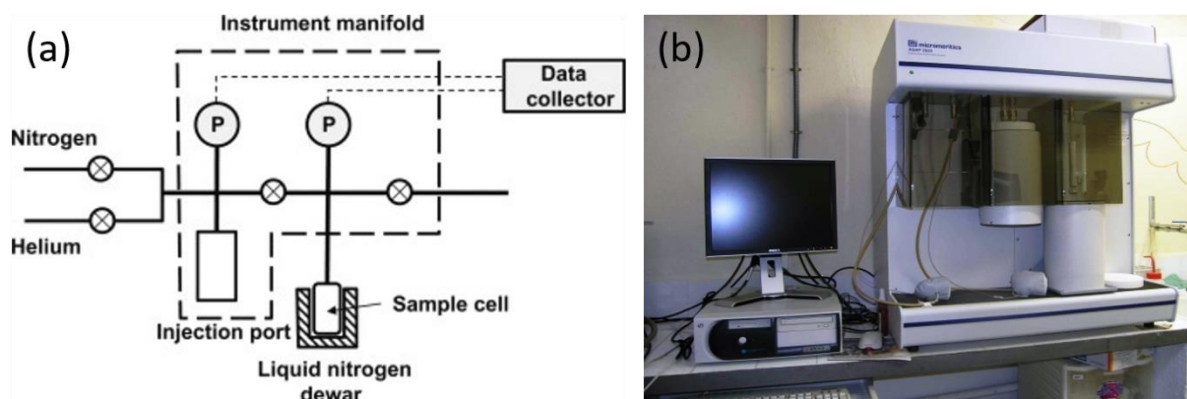 (a)
Instrument manifold
P
P
Data
collector
Nitrogen
Helium
Injection port
Sample cell
Liquid nitrogen
dewar
(b)
micromeritics